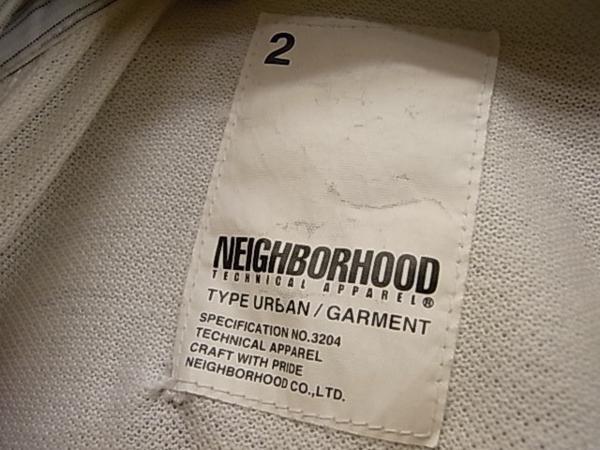 2
NEIGHBORHOOD
TECHNICAL APPAREL®
TYPE URBAN / GARMENT
SPECIFICATION NO.3204
TECHNICAL APPAREL
CRAFT WITH PRIDE
NEIGHBORHOOD CO.,LTD.